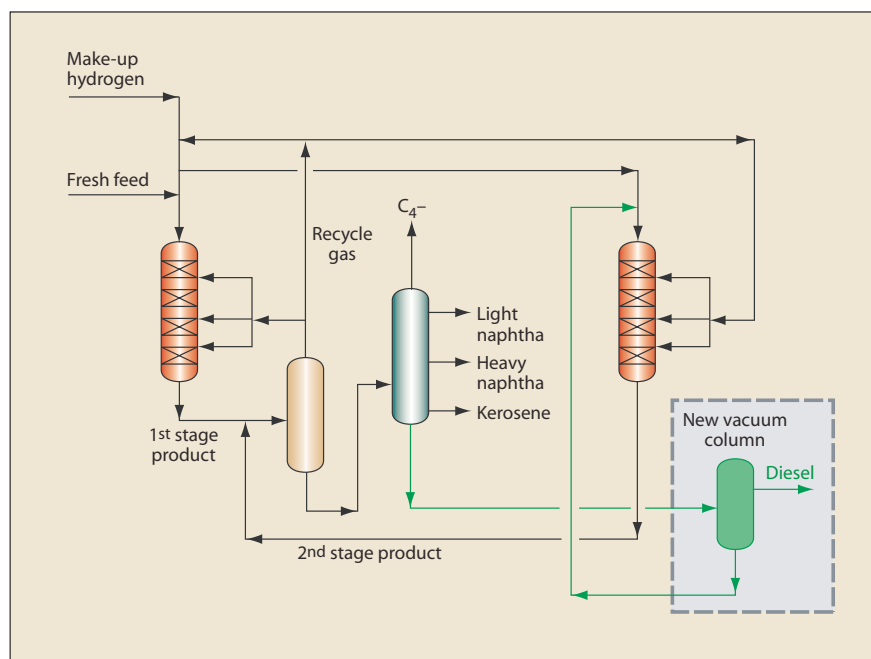 Make-up
hydrogen
Fresh feed
Recycle
gas
C4–
Light
naphtha
Heavy
naphtha
Kerosene
1st stage
product
New vacuum
column
Diesel
2nd stage product